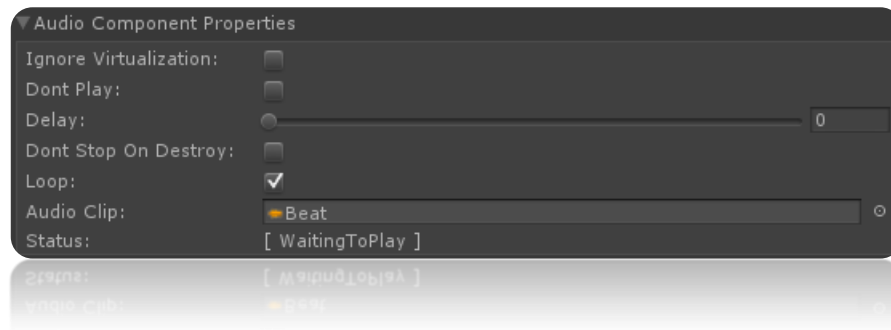 Audio Component Properties
Ignore Virtualization:
Dont Play:
Delay: 0
Dont Stop On Destroy:
Loop:
Audio Clip: Beat
Status: [ WaitingToPlay ]